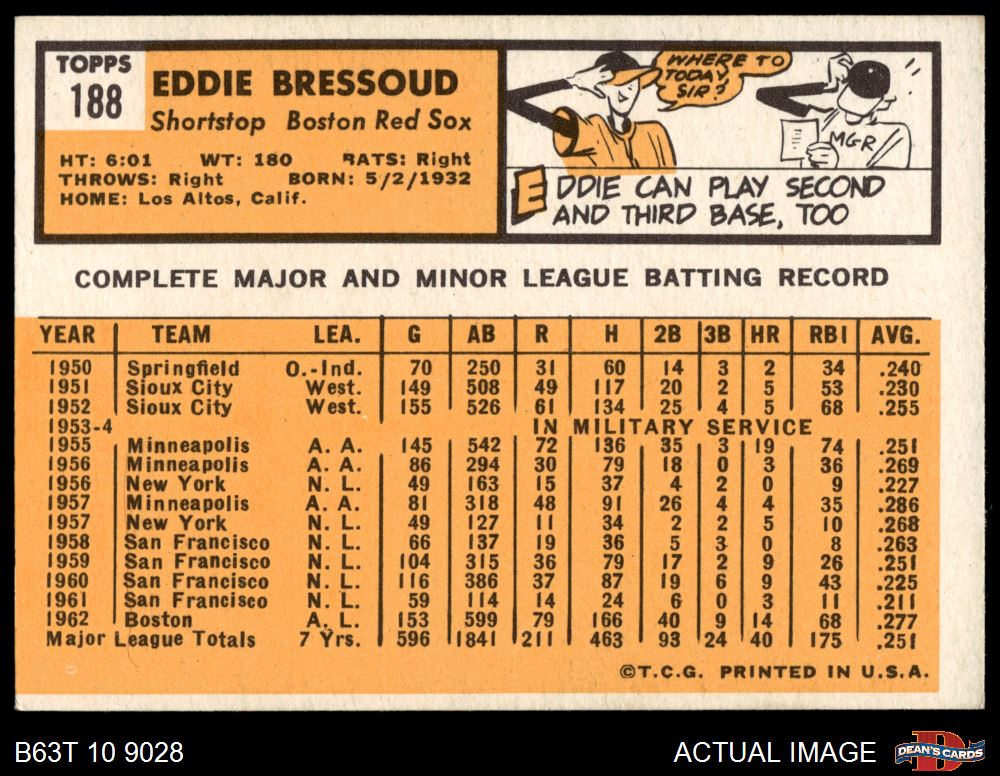 TOPPS
188
EDDIE BRESSOUD
Shortstop Boston Red Sox
HT: 6:01 WT: 180 BATS: Right
THROWS: Right BORN: 5/2/1932
HOME: Los Altos, Calif.
WHERE TO
TODAY,
SIR?
MGR
EDDIE CAN PLAY SECOND
AND THIRD BASE, TOO
COMPLETE MAJOR AND MINOR LEAGUE BATTING RECORD
YEAR TEAM LEA. G AB R H 2B 3B HR RBI AVG.
1950 Springfield O.-Ind. 70 250 31 60 14 3 2 34 .240
1951 Sioux City West. 149 508 49 117 20 2 5 53 .230
1952 Sioux City West. 155 526 61 134 25 4 5 68 .255
1953-4 IN MILITARY SERVICE
1955 Minneapolis A. A. 145 542 72 136 35 3 19 74 .251
1956 Minneapolis A. A. 86 294 30 79 18 0 3 36 .269
1956 New York N. L. 49 163 15 37 4 2 0 9 .227
1957 Minneapolis A. A. 81 318 48 91 26 4 4 35 .286
1957 New York N. L. 49 127 11 34 2 2 5 10 .268
1958 San Francisco N. L. 66 137 19 36 5 3 0 8 .263
1959 San Francisco N. L. 104 315 36 79 17 2 9 26 .251
1960 San Francisco N. L. 116 386 37 87 19 6 9 43 .225
1961 San Francisco N. L. 59 114 14 24 6 0 3 11 .211
1962 Boston A. L. 153 599 79 166 40 9 14 68 .277
Major League Totals 7 Yrs. 596 1841 211 463 93 24 40 175 .251
©T.C.G. PRINTED IN U.S.A.
B63T 10 9028 ACTUAL IMAGE DEAN'S CARDS